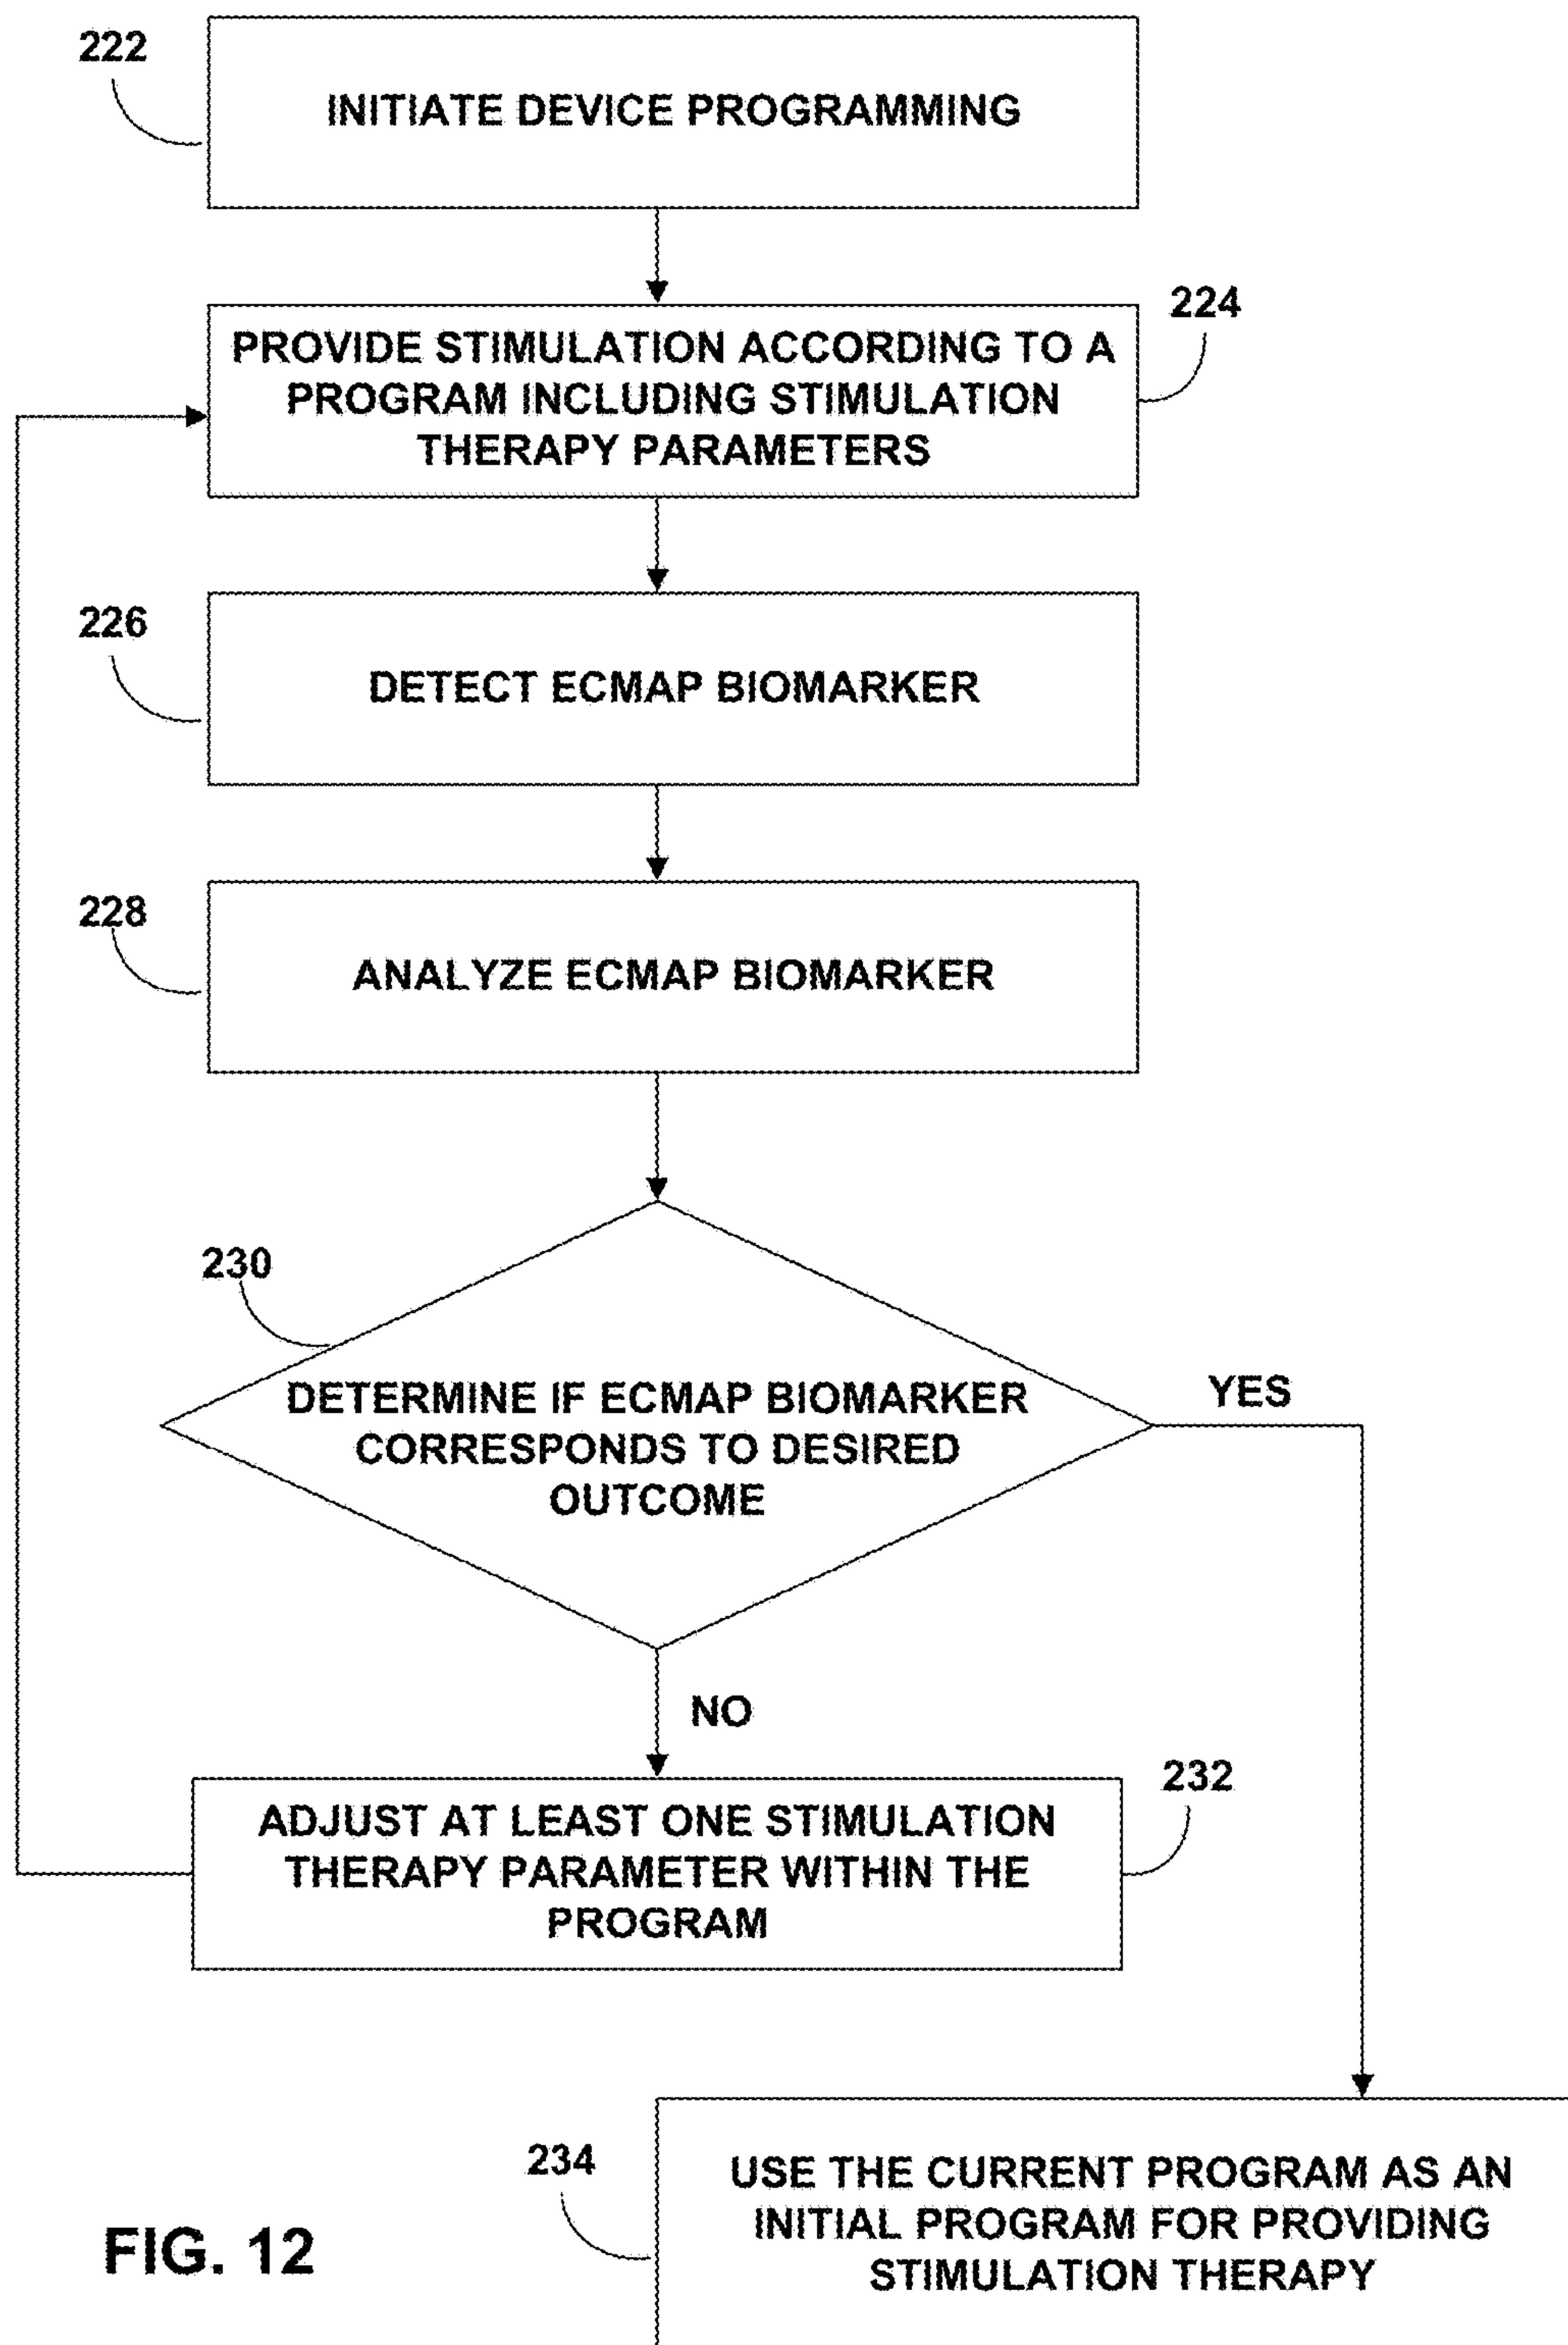 222
INITIATE DEVICE PROGRAMMING
224
PROVIDE STIMULATION ACCORDING TO A
PROGRAM INCLUDING STIMULATION
THERAPY PARAMETERS
226
DETECT ECMAP BIOMARKER
228
ANALYZE ECMAP BIOMARKER
230
DETERMINE IF ECMAP BIOMARKER
CORRESPONDS TO DESIRED
OUTCOME
YES
NO
232
ADJUST AT LEAST ONE STIMULATION
THERAPY PARAMETER WITHIN THE
PROGRAM
234
USE THE CURRENT PROGRAM AS AN
INITIAL PROGRAM FOR PROVIDING
STIMULATION THERAPY
FIG. 12